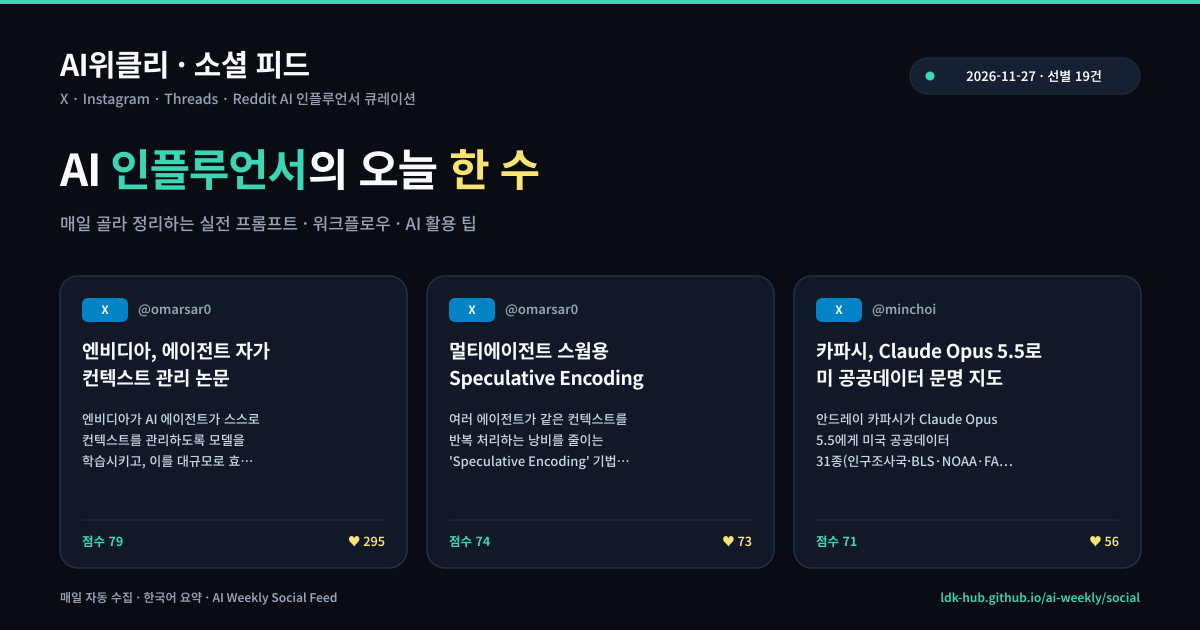 AI위클리 · 소셜 피드
X · Instagram · Threads · Reddit AI 인플루언서 큐레이션
2026-11-27 · 선별 19건
AI 인플루언서의 오늘 한 수
매일 골라 정리하는 실전 프롬프트 · 워크플로우 · AI 활용 팁
X @omarsar0
엔비디아, 에이전트 자가
컨텍스트 관리 논문
엔비디아가 AI 에이전트가 스스로
컨텍스트를 관리하도록 모델을
학습시키고, 이를 대규모로 효…
점수 79 ♥ 295
X @omarsar0
멀티에이전트 스웜용
Speculative Encoding
여러 에이전트가 같은 컨텍스트를
반복 처리하는 낭비를 줄이는
'Speculative Encoding' 기법…
점수 74 ♥ 73
X @minchoi
카파시, Claude Opus 5.5로
미 공공데이터 문명 지도
안드레이 카파시가 Claude Opus
5.5에게 미국 공공데이터
31종(인구조사국·BLS·NOAA·FA…
점수 71 ♥ 56
매일 자동 수집 · 한국어 요약 · AI Weekly Social Feed
ldk-hub.github.io/ai-weekly/social